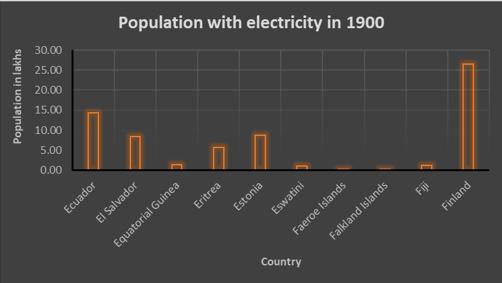 Population with electricity in 1900
Population in lakhs
30.00
25.00
20.00
15.00
10.00
5.00
0.00
Ecuador
El Salvador
Equatorial Guinea
Eritrea
Estonia
Eswatini
Faeroe Islands
Falkland Islands
Fiji
Finland
Country